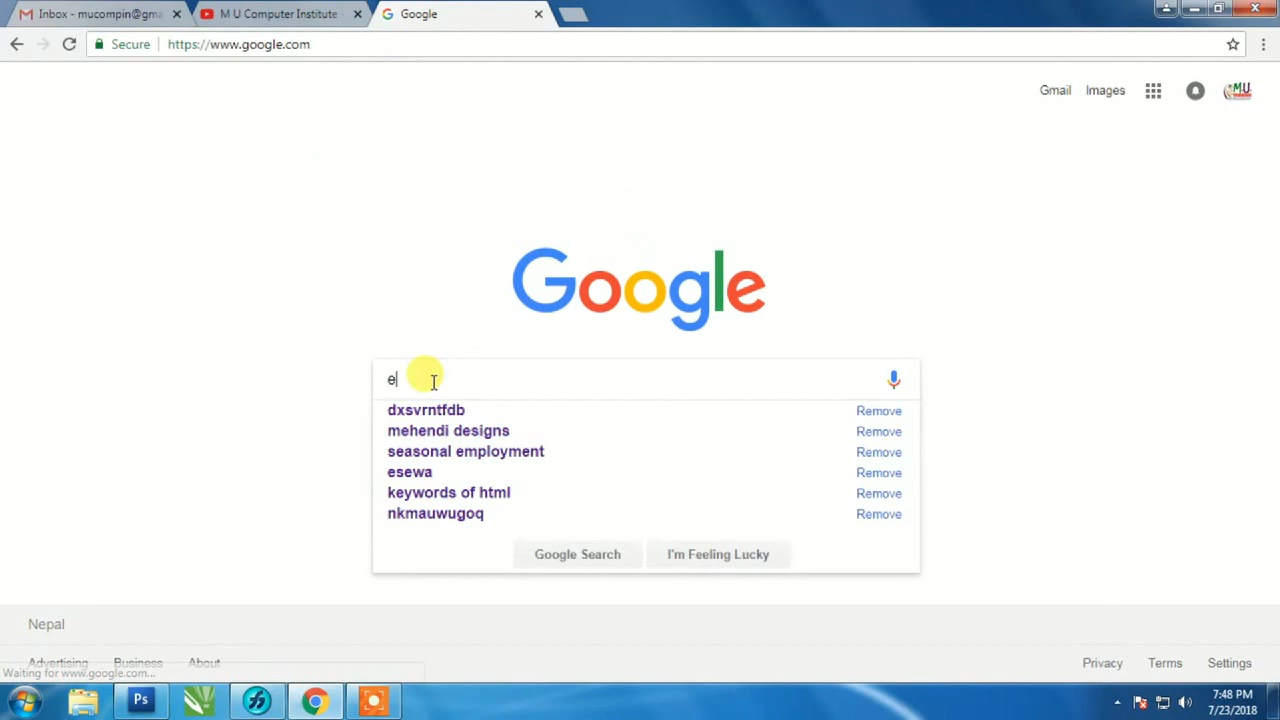 Inbox - mucompin@gma
M U Computer Institute -
Google
Secure
https://www.google.com
Gmail
Images
M.U.
Google
e
dxsvrntfdb
Remove
mehendi designs
Remove
seasonal employment
Remove
esewa
Remove
keywords of html
Remove
nkmauwugoq
Remove
Google Search
I'm Feeling Lucky
Nepal
Advertising
Business
About
Privacy
Terms
Settings
Waiting for www.google.com...
Ps
7:48 PM
7/23/2018